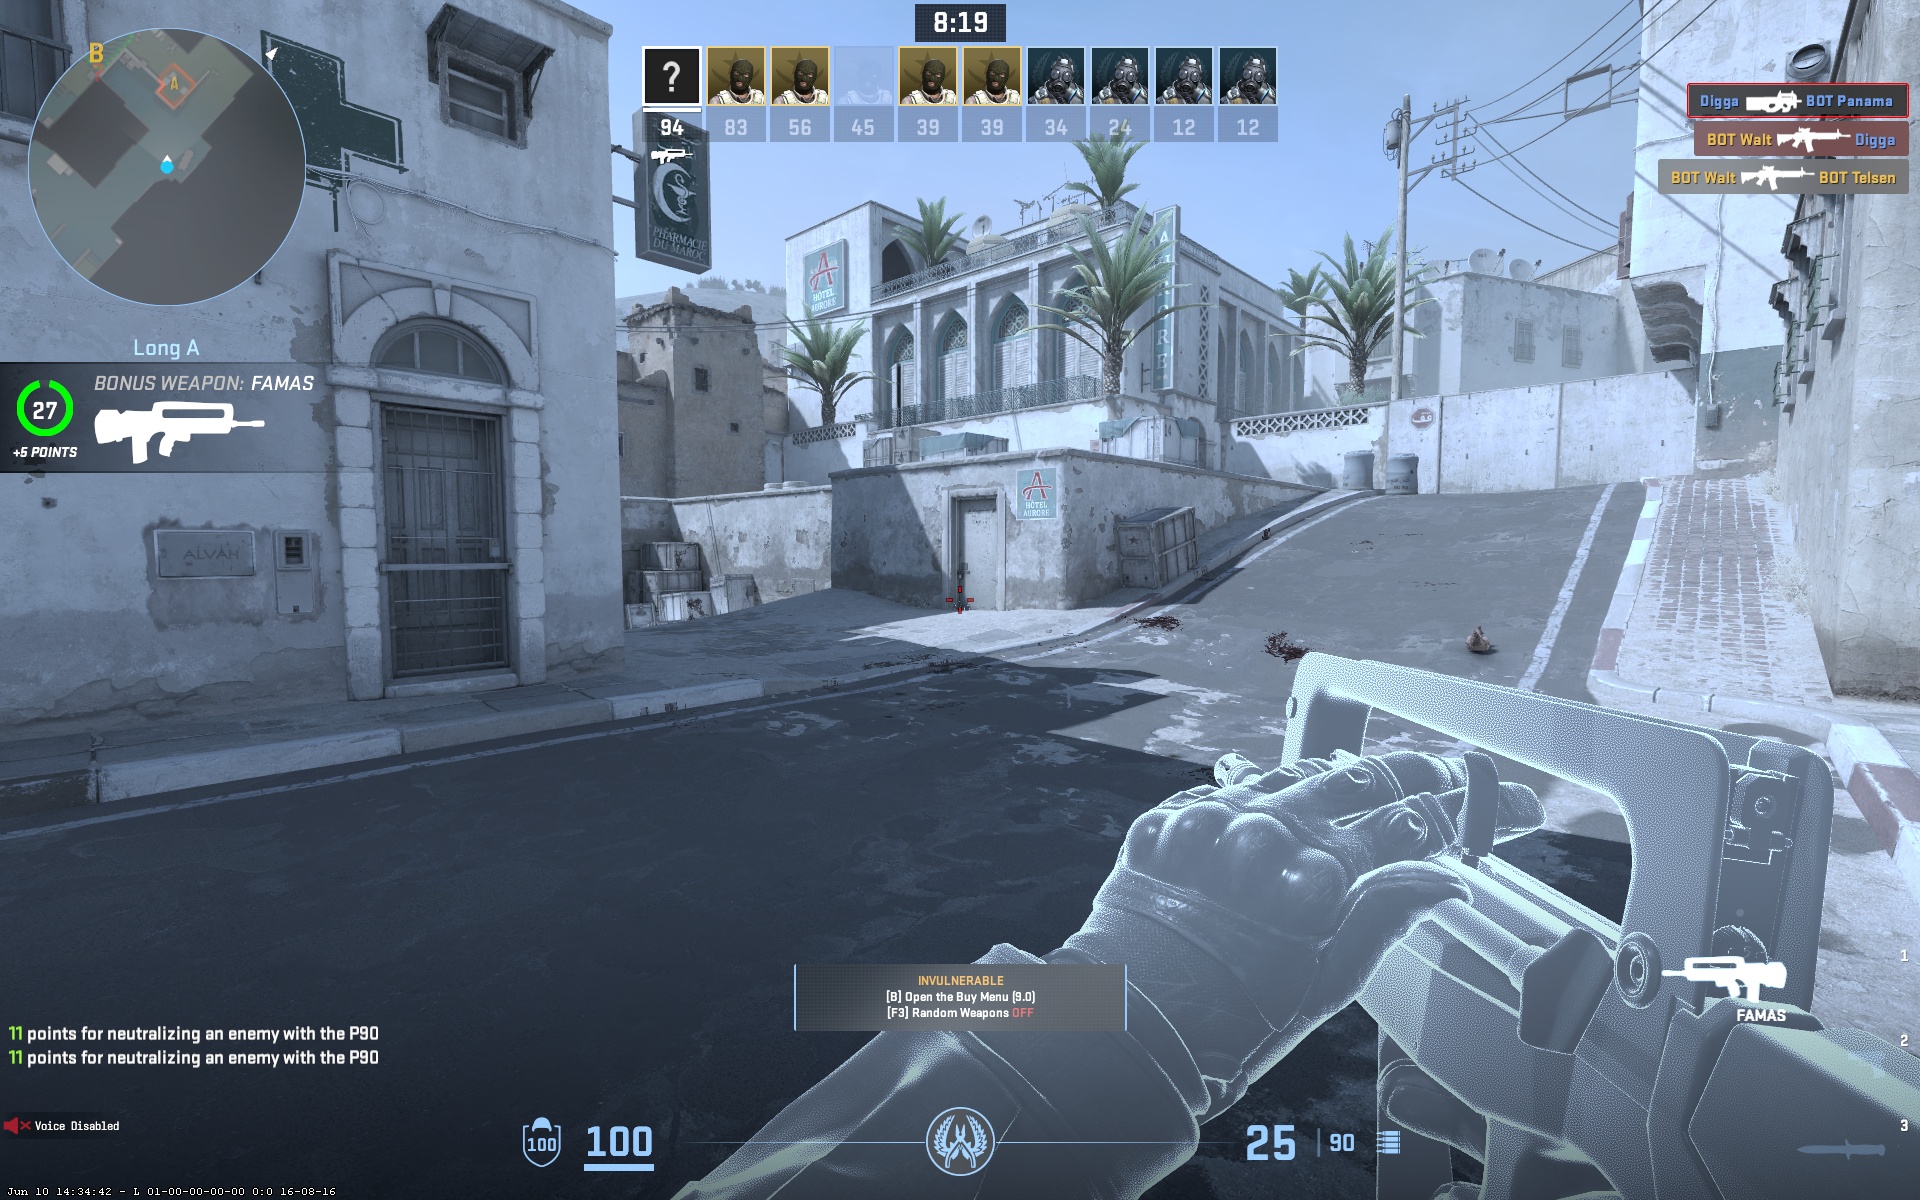 8:19
B
A
?
94 83 56 45 39 39 34 24 12 12
Digga BOT Panama
BOT Walt Digga
BOT Walt BOT Telsen
PHARMACIE
DU MAROC
A
HÔTEL
AURORE
Long A
BONUS WEAPON: FAMAS
27
+5 POINTS
A
HÔTEL
AURORE
ALVAH
INVULNERABLE
[B] Open the Buy Menu (9.0)
[F3] Random Weapons OFF
1
FAMAS
2
3
11 points for neutralizing an enemy with the P90
11 points for neutralizing an enemy with the P90
Voice Disabled
100 100
25 | 90
Jun 10 14:34:42 - L 01-00-00-00-00 0:0 16-08-16